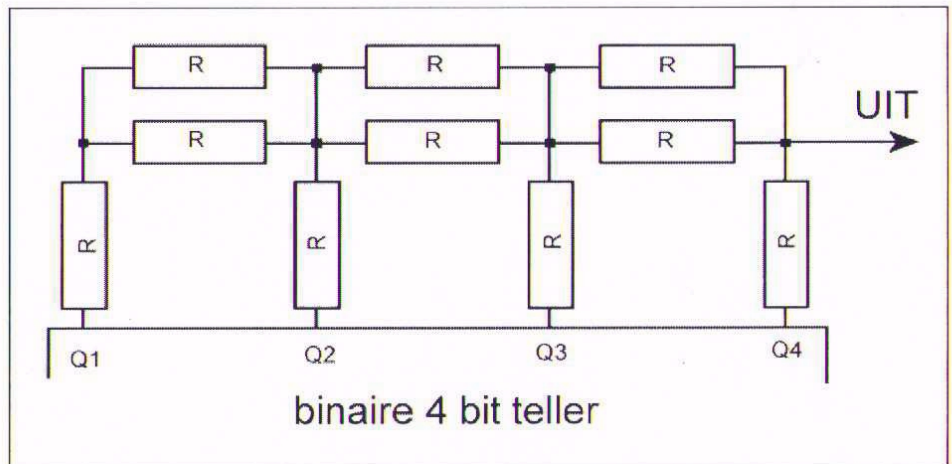 R R R
UIT
R R R
R R R R
Q1 Q2 Q3 Q4
binaire 4 bit teller